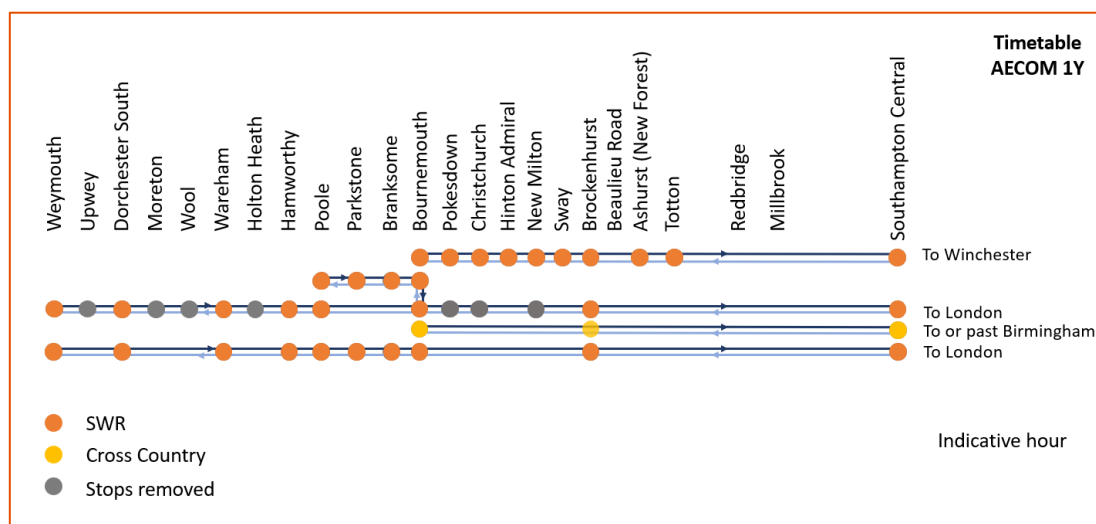 Timetable
AECOM 1Y
Weymouth
Upwey
Dorchester South
Moreton
Wool
Wareham
Holton Heath
Hamworthy
Poole
Parkstone
Branksome
Bournemouth
Pokesdown
Christchurch
Hinton Admiral
New Milton
Sway
Brockenhurst
Beaulieu Road
Ashurst (New Forest)
Totton
Redbridge
Millbrook
Southampton Central
To Winchester
To London
To or past Birmingham
To London
SWR
Cross Country
Stops removed
Indicative hour